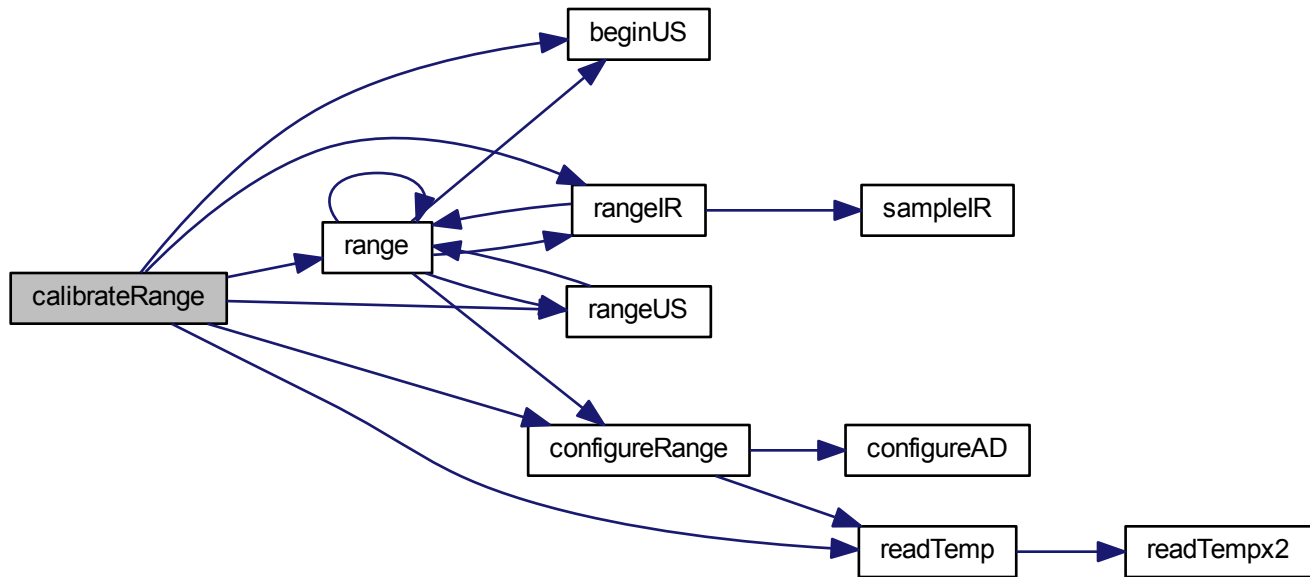 beginUS
rangeIR
sampleIR
range
calibrateRange
rangeUS
configureRange
configureAD
readTemp
readTempx2